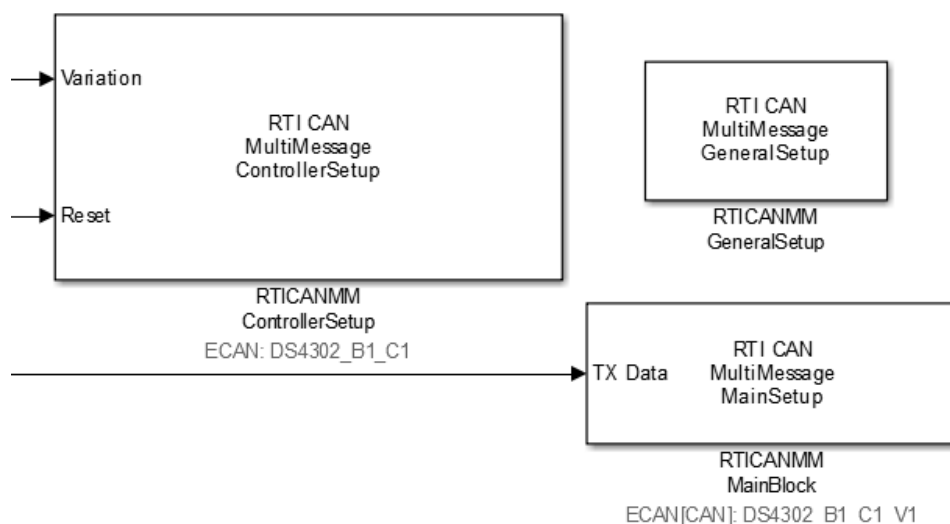 Variation
RTI CAN
MultiMessage
ControllerSetup
Reset
RTICANMM
ControllerSetup
ECAN: DS4302_B1_C1
RTI CAN
MultiMessage
GeneralSetup
RTICANMM
GeneralSetup
TX Data
RTI CAN
MultiMessage
MainSetup
RTICANMM
MainBlock
ECAN[CAN]: DS4302_B1_C1_V1